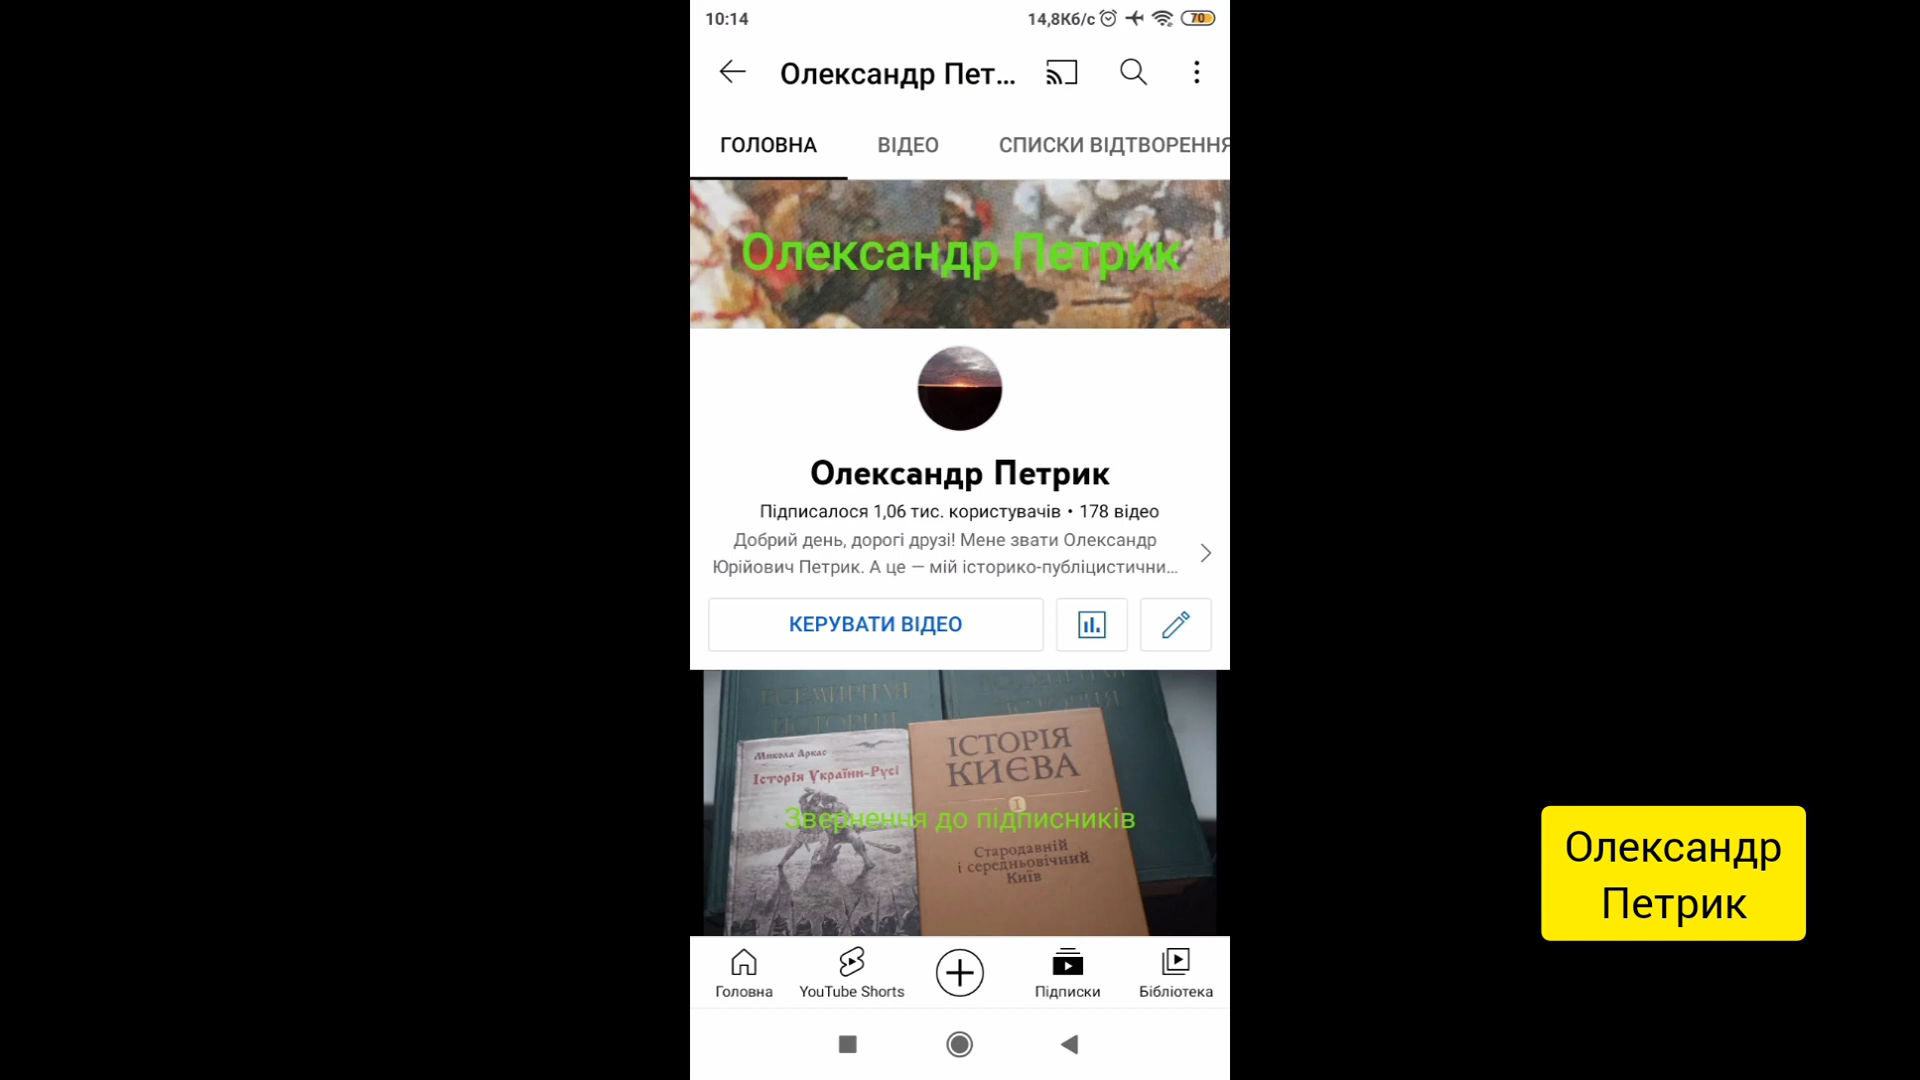 10:14
14,8Кб/с
70
Олександр Пет...
ГОЛОВНА
ВІДЕО
СПИСКИ ВІДТВОРЕННЯ
Олександр Петрик
Олександр Петрик
Підписалося 1,06 тис. користувачів • 178 відео
Добрий день, дорогі друзі! Мене звати Олександр
Юрійович Петрик. А це — мій історико-публіцистични...
КЕРУВАТИ ВІДЕО
ВСЕМИРНАЯ
ИСТОРИЯ
ИСТОРИЯ
Микола Аркас
Історія України-Русі
ІСТОРІЯ
КИЄВА
1
Звернення до підписників
Стародавній
і середньовічний
Київ
Головна
YouTube Shorts
Підписки
Бібліотека
Олександр
Петрик